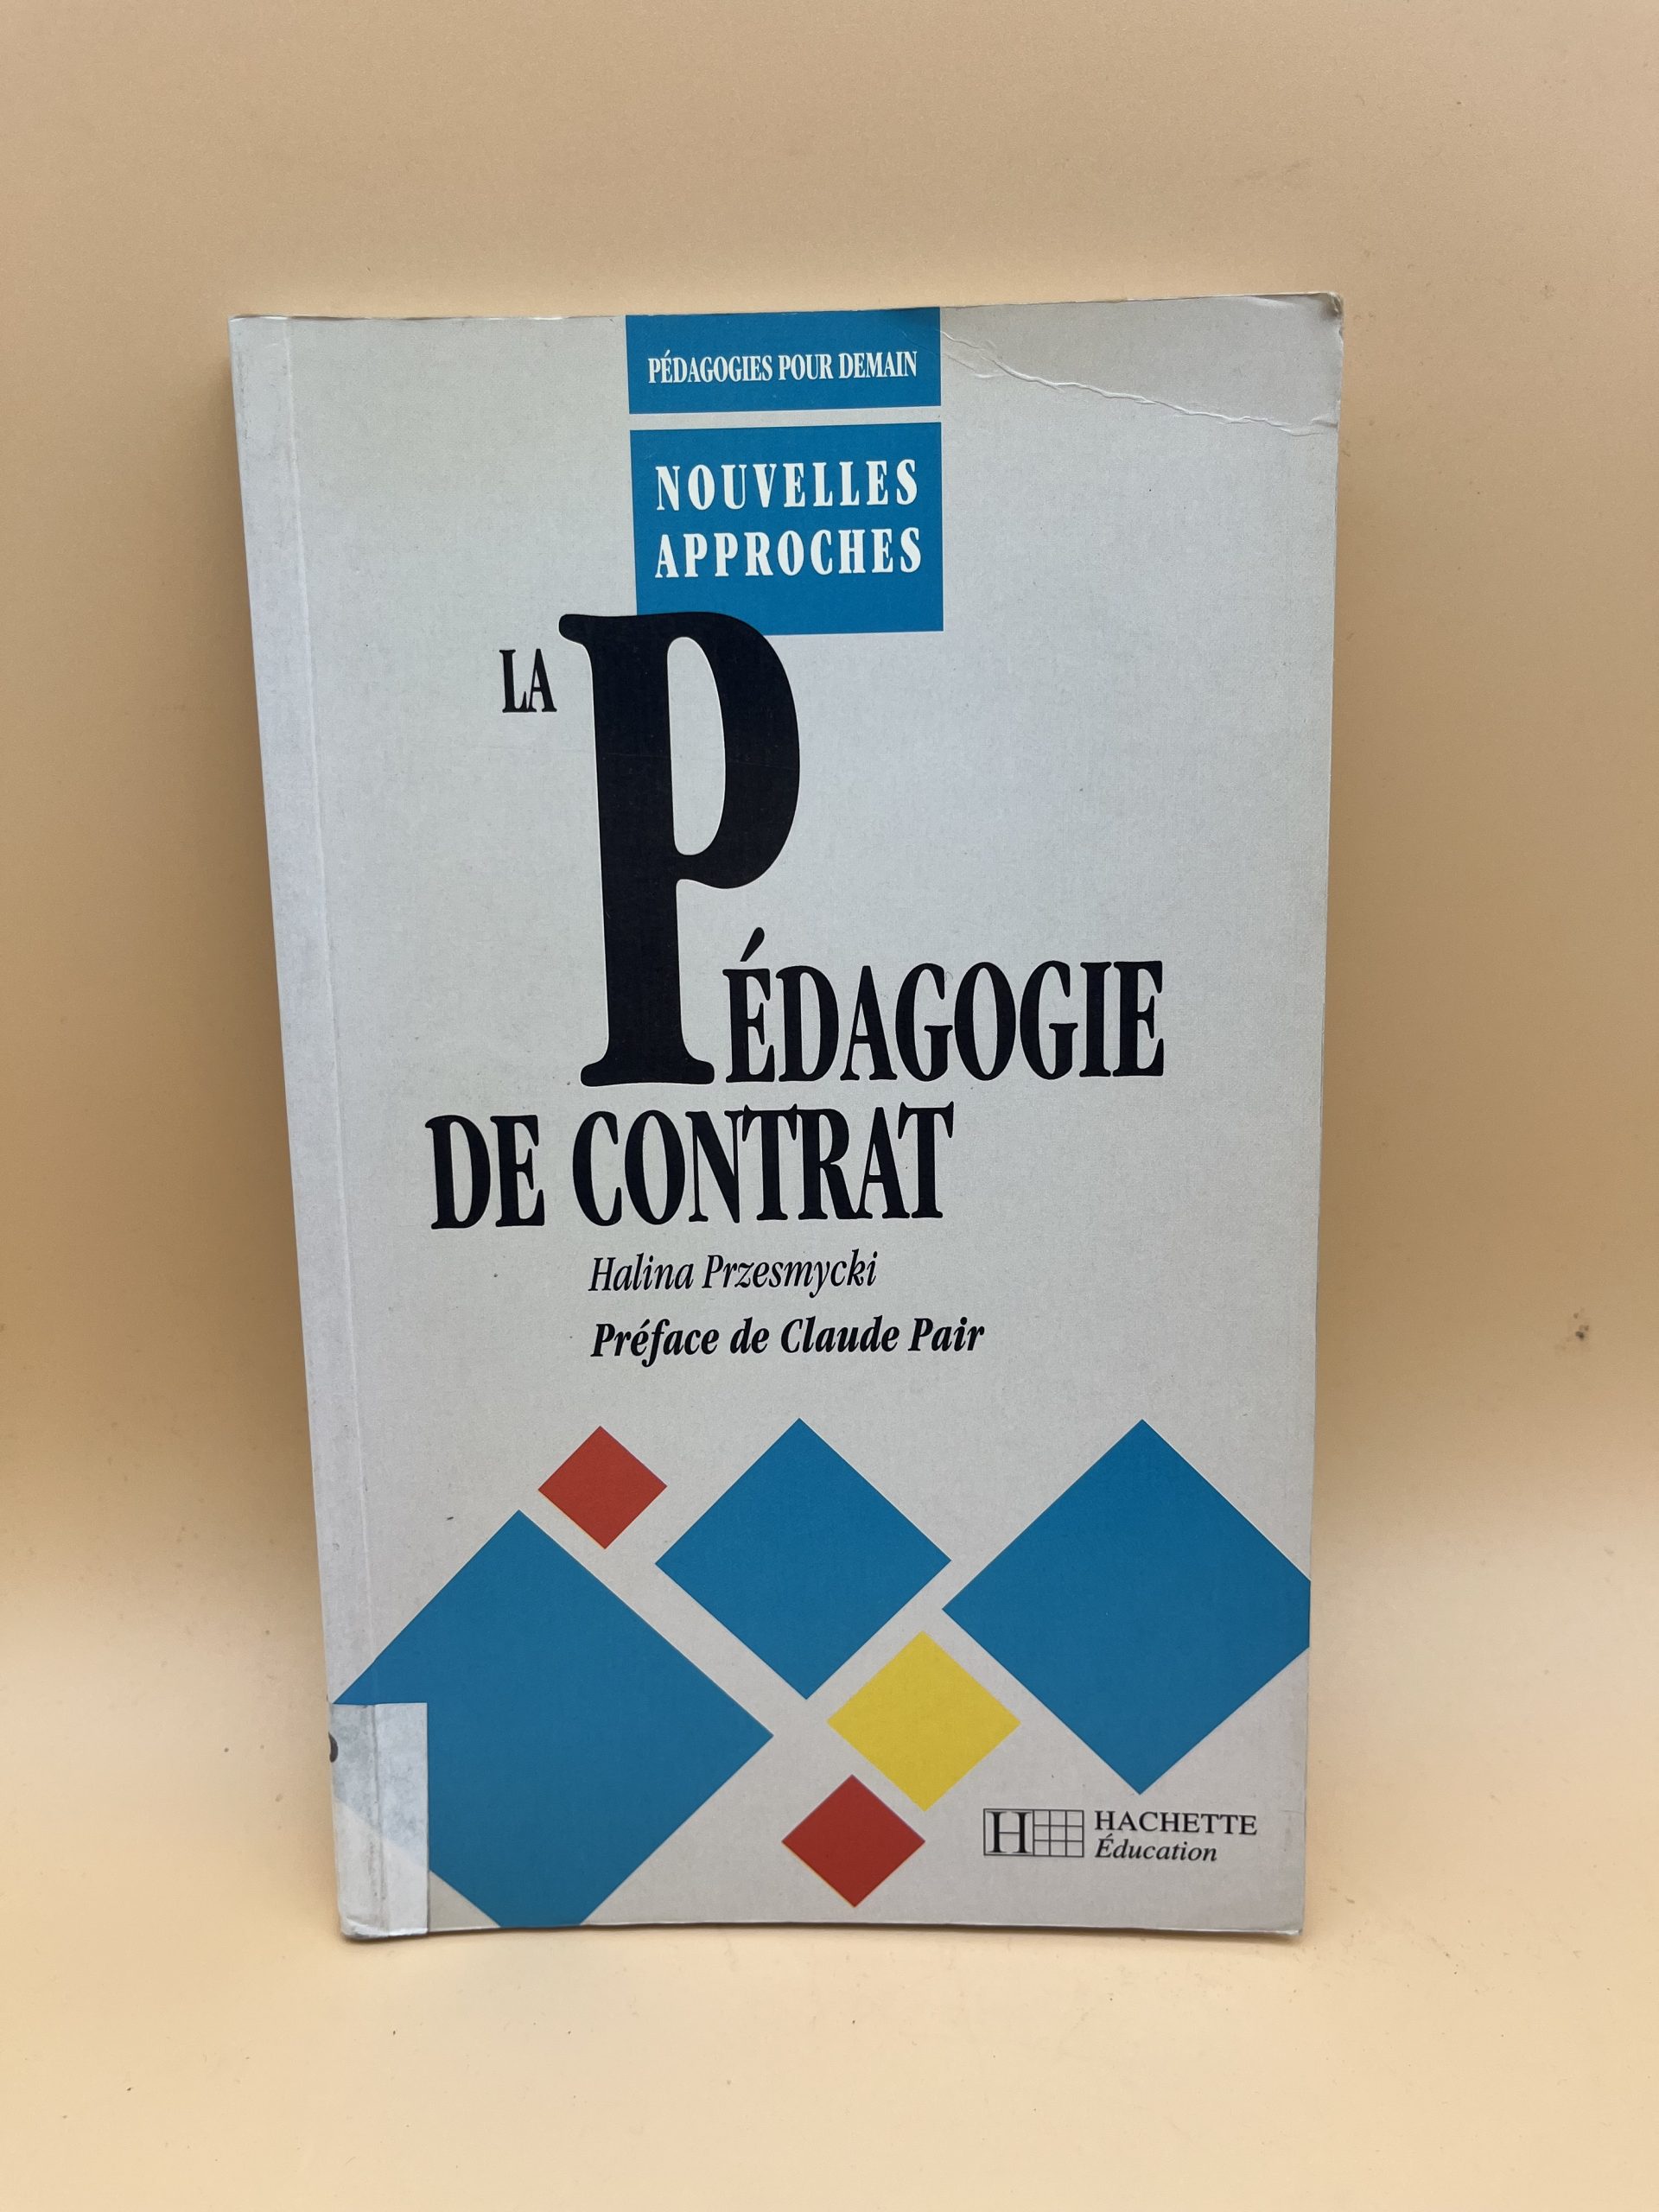 PÉDAGOGIES POUR DEMAIN
NOUVELLES
APPROCHES
LA
PÉDAGOGIE
DE CONTRAT
Halina Przesmycki
Préface de Claude Pair
H HACHETTE
Éducation